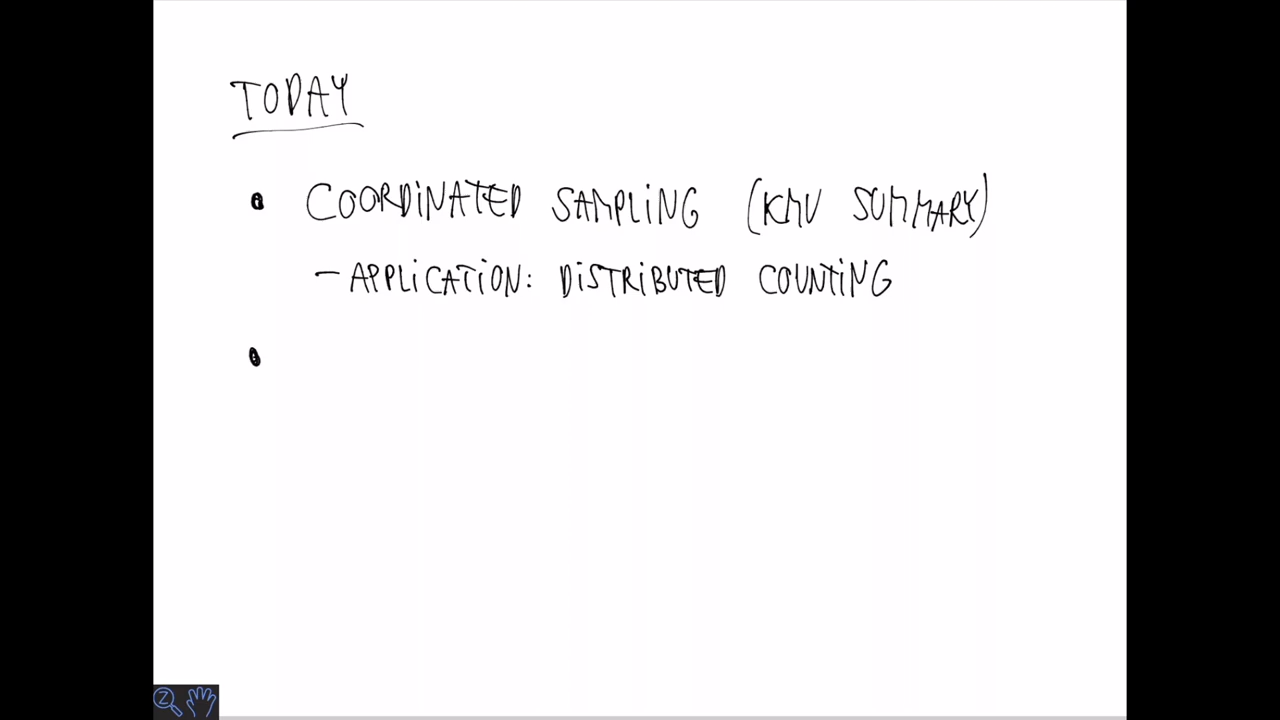 TODAY
• COORDINATED SAMPLING (KMV SUMMARY)
- APPLICATION: DISTRIBUTED COUNTING
•